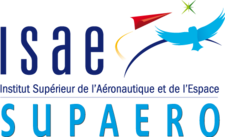 isae
Institut Supérieur de l'Aéronautique et de l'Espace
SUPAERO